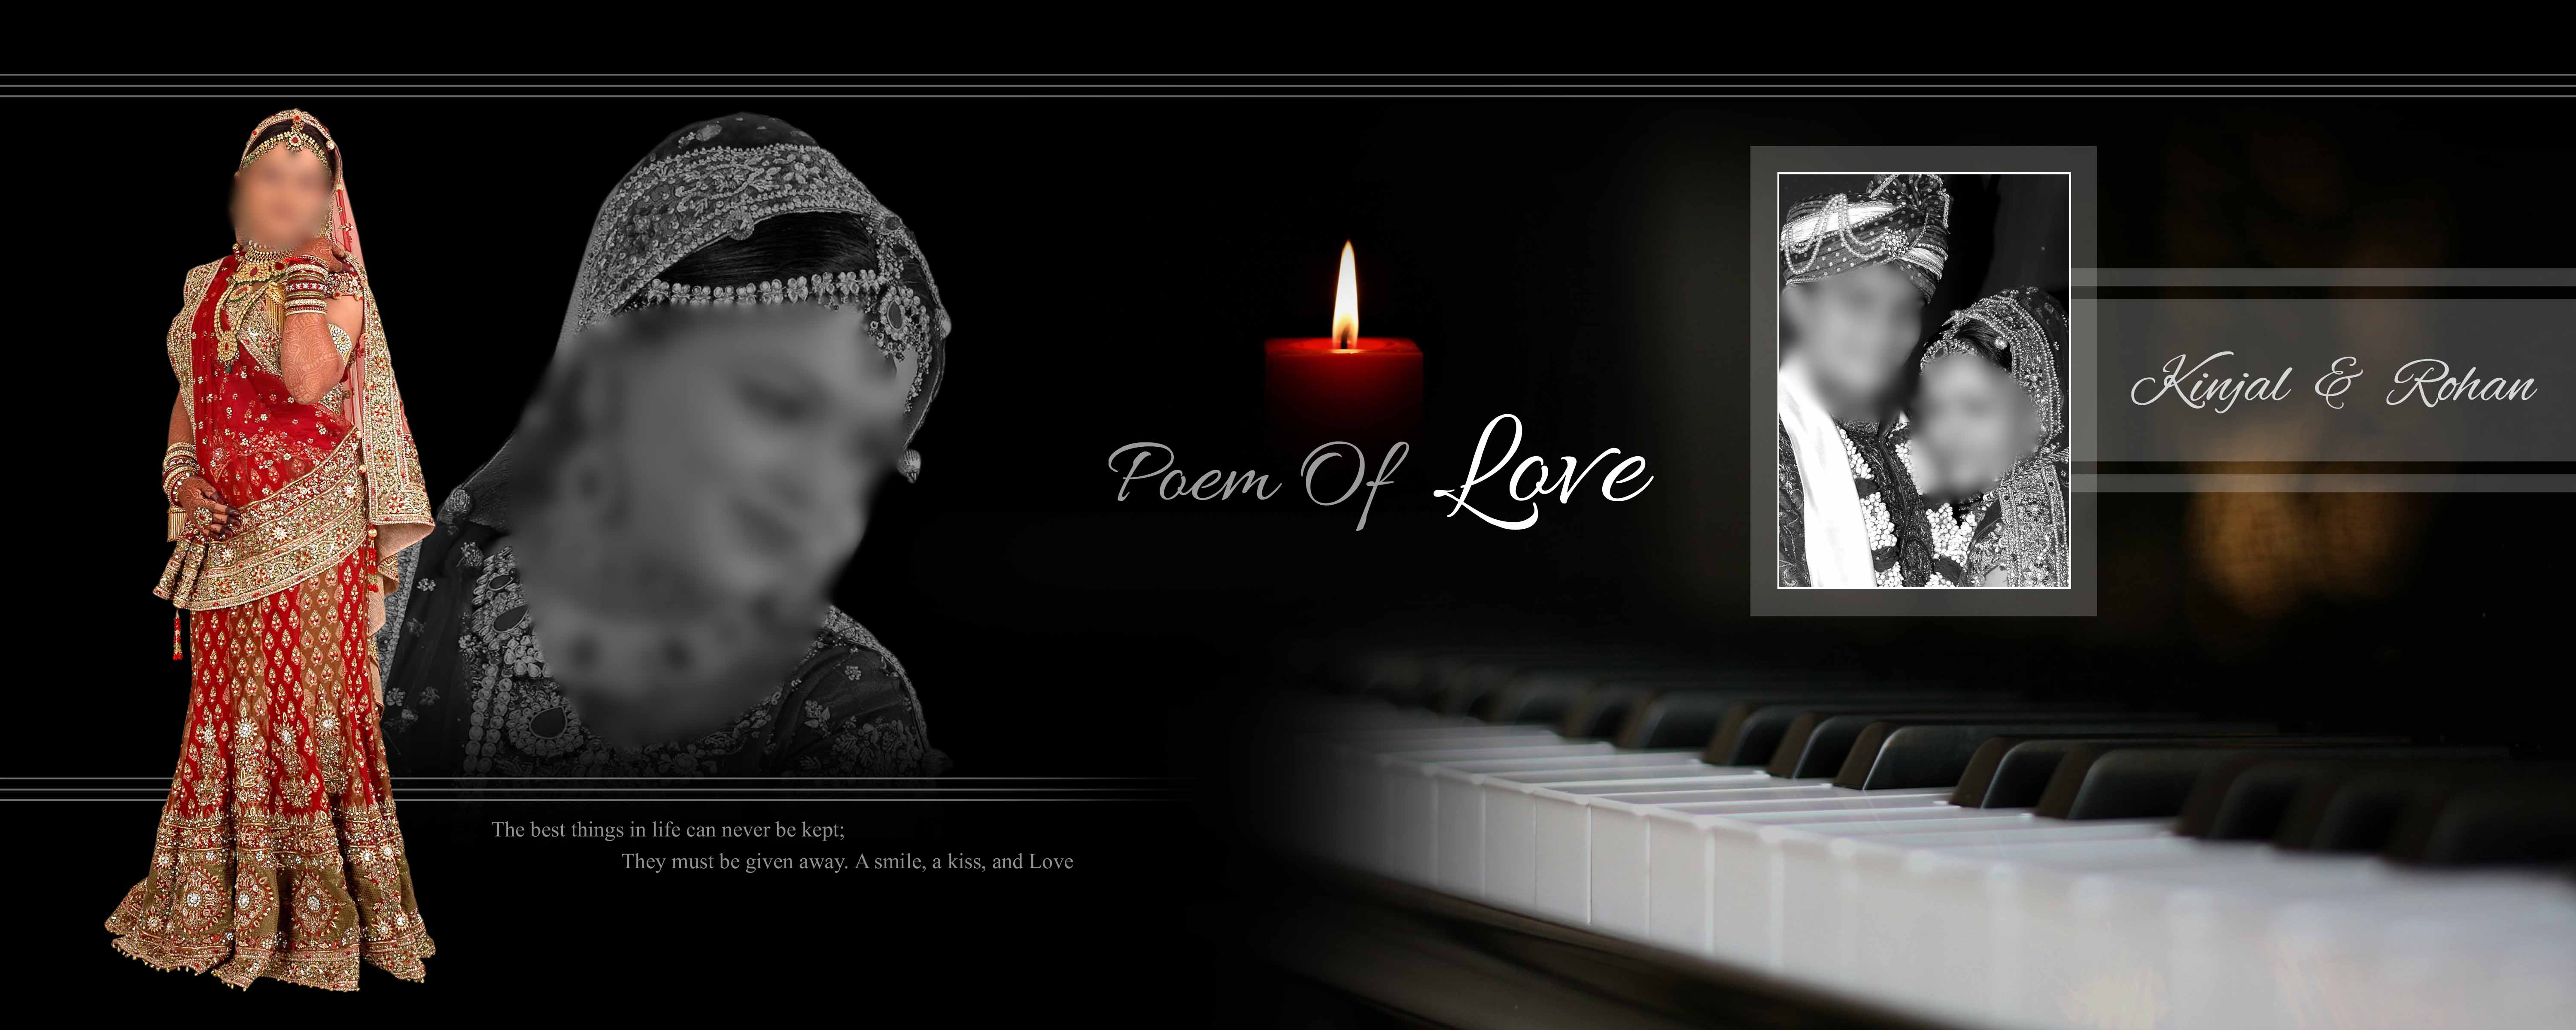 Kinjal & Rohan
Poem Of Love
The best things in life can never be kept;
They must be given away. A smile, a kiss, and Love